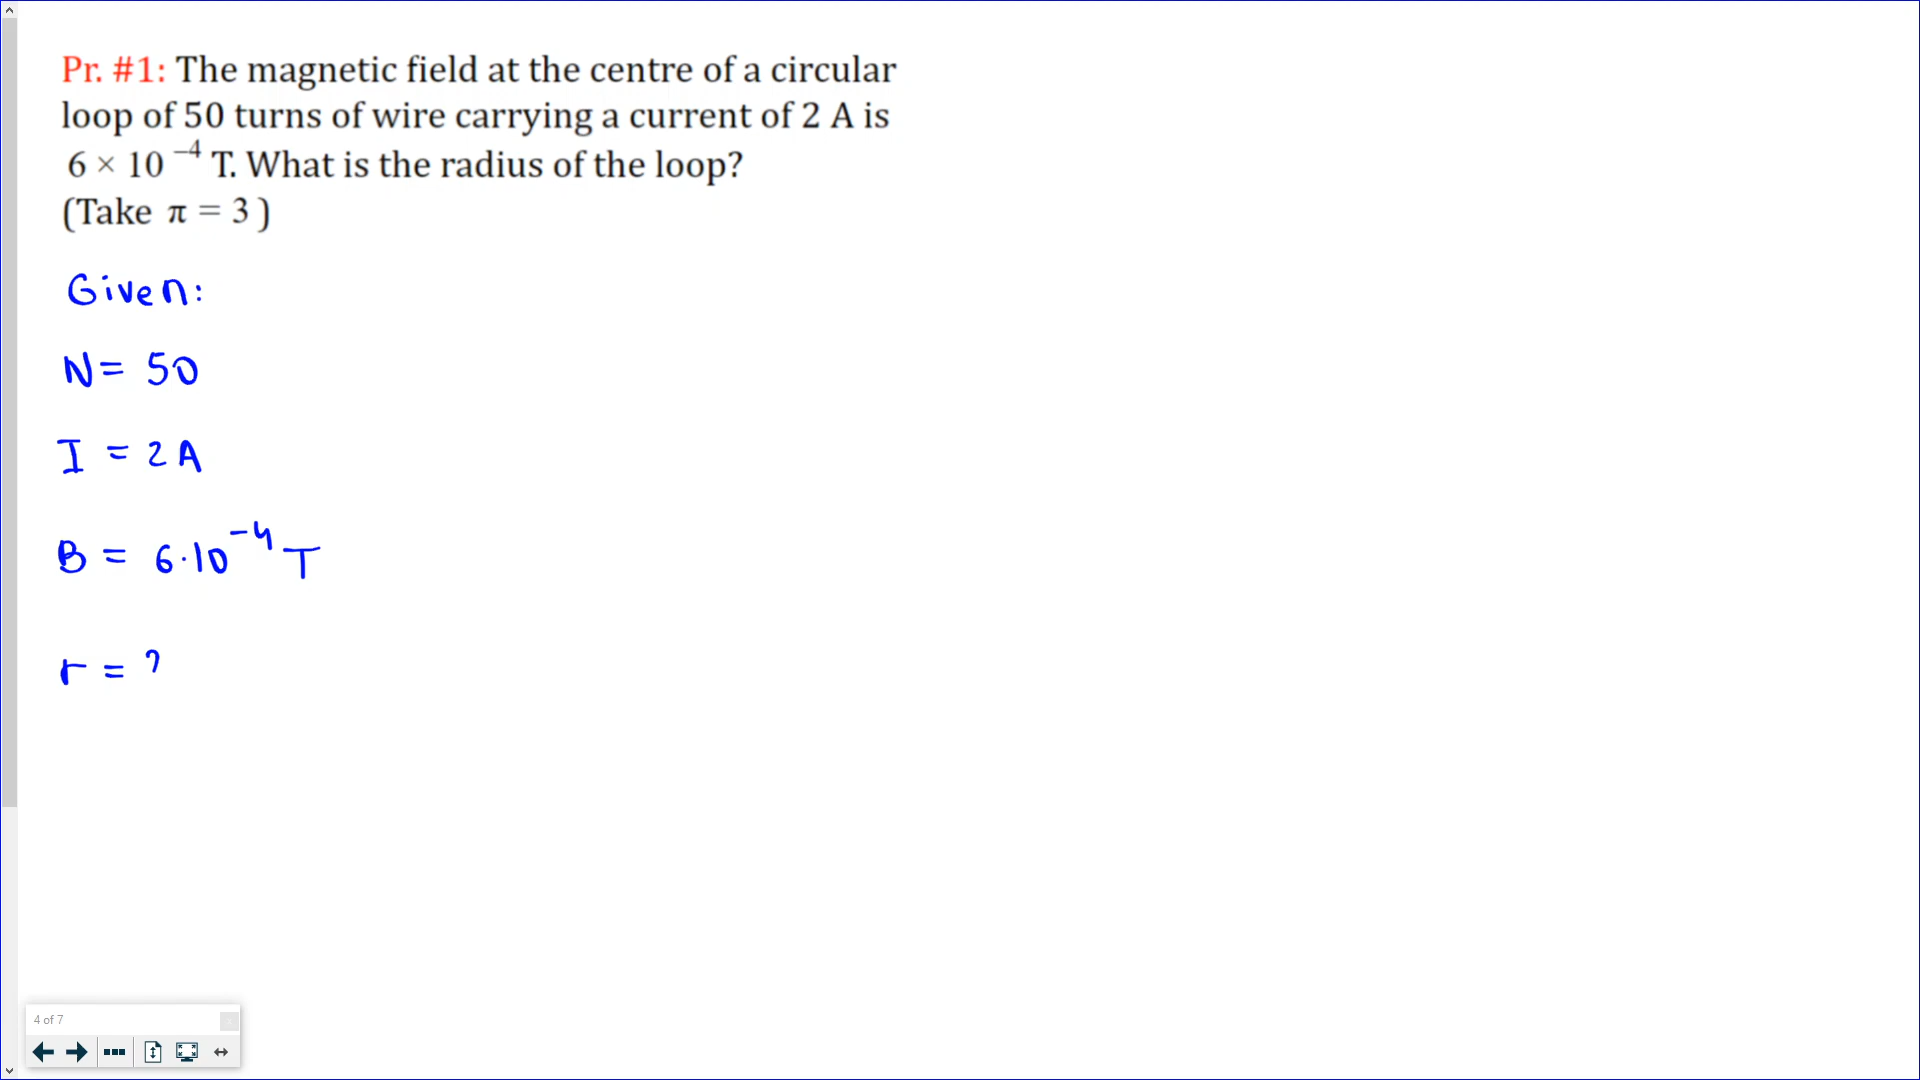 Pr. #1: The magnetic field at the centre of a circular
loop of 50 turns of wire carrying a current of 2 A is
6 × 10⁻⁴ T. What is the radius of the loop?
(Take π = 3)
Given:
N = 50
I = 2 A
B = 6·10⁻⁴ T
r = ?
4 of 7